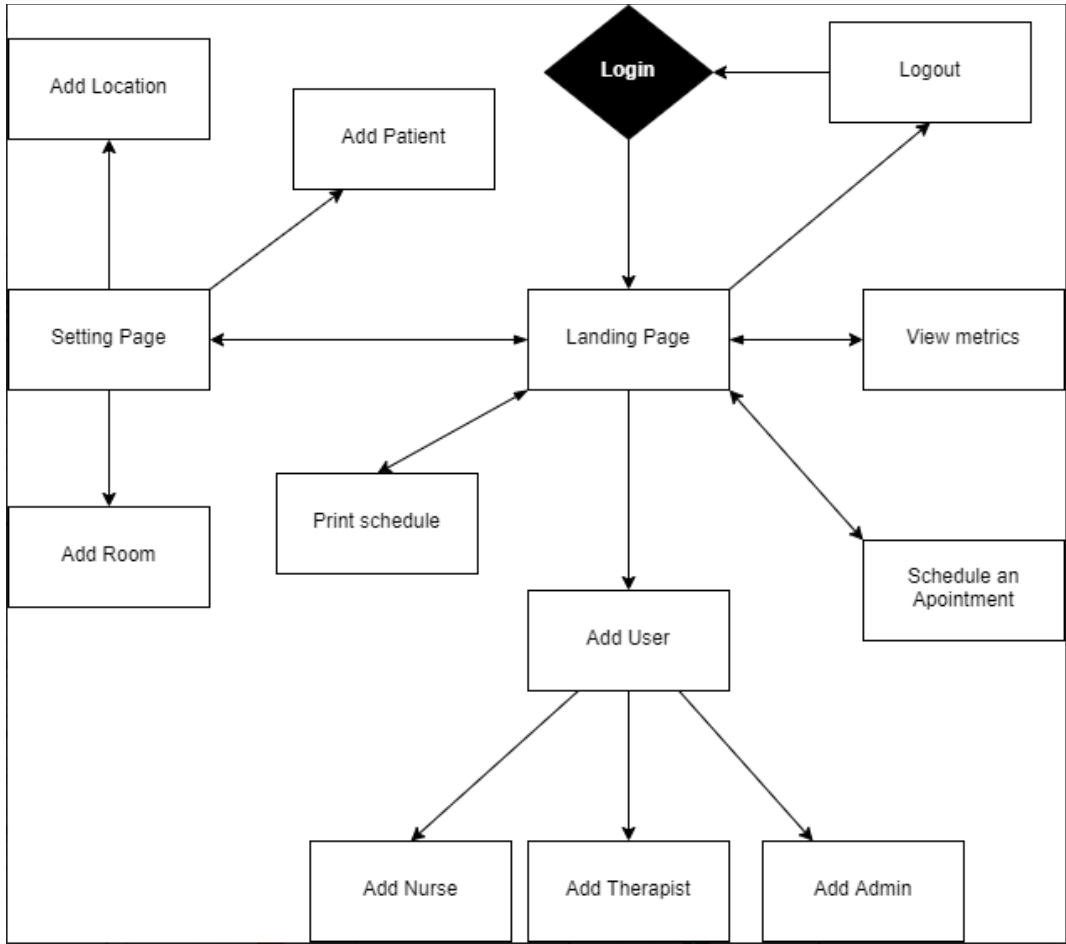 Login
Logout
Add Location
Add Patient
Setting Page
Landing Page
View metrics
Print schedule
Add Room
Schedule an
Apointment
Add User
Add Nurse
Add Therapist
Add Admin